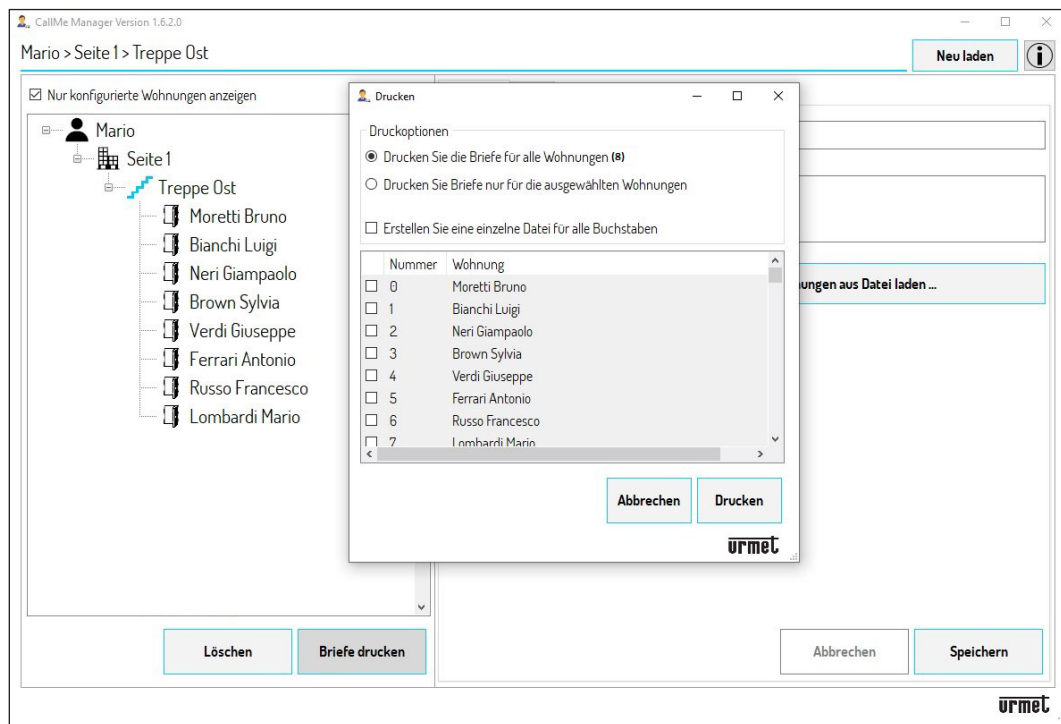 CallMe Manager Version 1.6.2.0
Mario > Seite 1 > Treppe Ost
Neu laden
Nur konfigurierte Wohnungen anzeigen
Mario
Seite 1
Treppe Ost
Moretti Bruno
Bianchi Luigi
Neri Giampaolo
Brown Sylvia
Verdi Giuseppe
Ferrari Antonio
Russo Francesco
Lombardi Mario
Löschen
Briefe drucken
Drucken
Druckoptionen
Drucken Sie die Briefe für alle Wohnungen (8)
Drucken Sie Briefe nur für die ausgewählten Wohnungen
Erstellen Sie eine einzelne Datei für alle Buchstaben
Nummer Wohnung
0 Moretti Bruno
1 Bianchi Luigi
2 Neri Giampaolo
3 Brown Sylvia
4 Verdi Giuseppe
5 Ferrari Antonio
6 Russo Francesco
7 Lombardi Mario
Abbrechen Drucken
urmet
ungen aus Datei laden ...
Abbrechen
Speichern
urmet